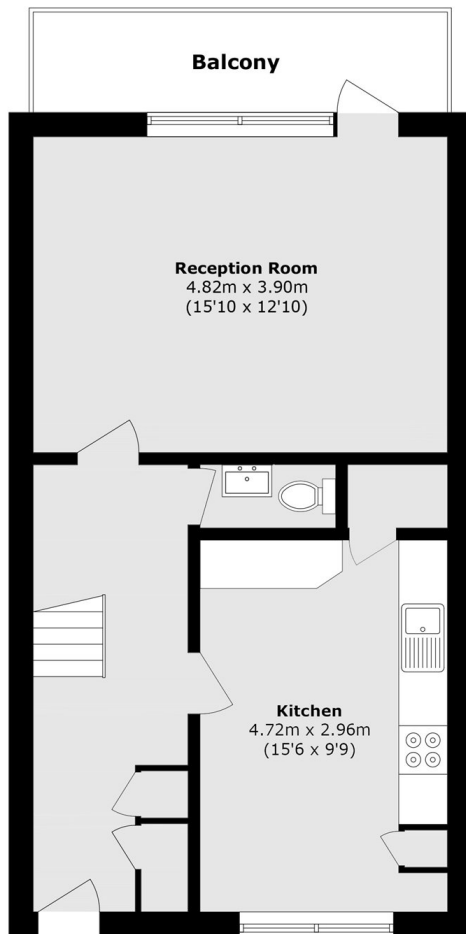 Balcony
Reception Room
4.82m x 3.90m
(15'10 x 12'10)
Kitchen
4.72m x 2.96m
(15'6 x 9'9)